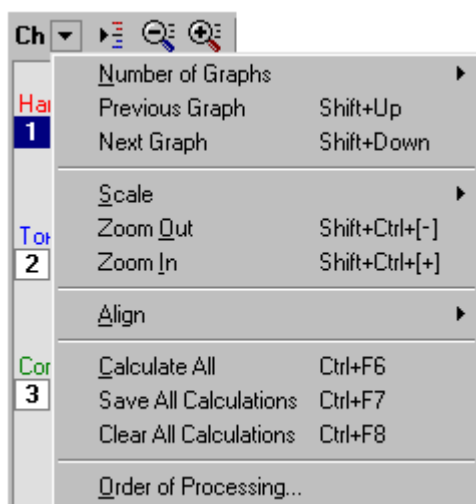 Ch
Number of Graphs
Previous Graph Shift+Up
Next Graph Shift+Down
1
Scale
Zoom Out Shift+Ctrl+[-]
2
Zoom In Shift+Ctrl+[+]
Align
Calculate All Ctrl+F6
3
Save All Calculations Ctrl+F7
Clear All Calculations Ctrl+F8
Order of Processing...